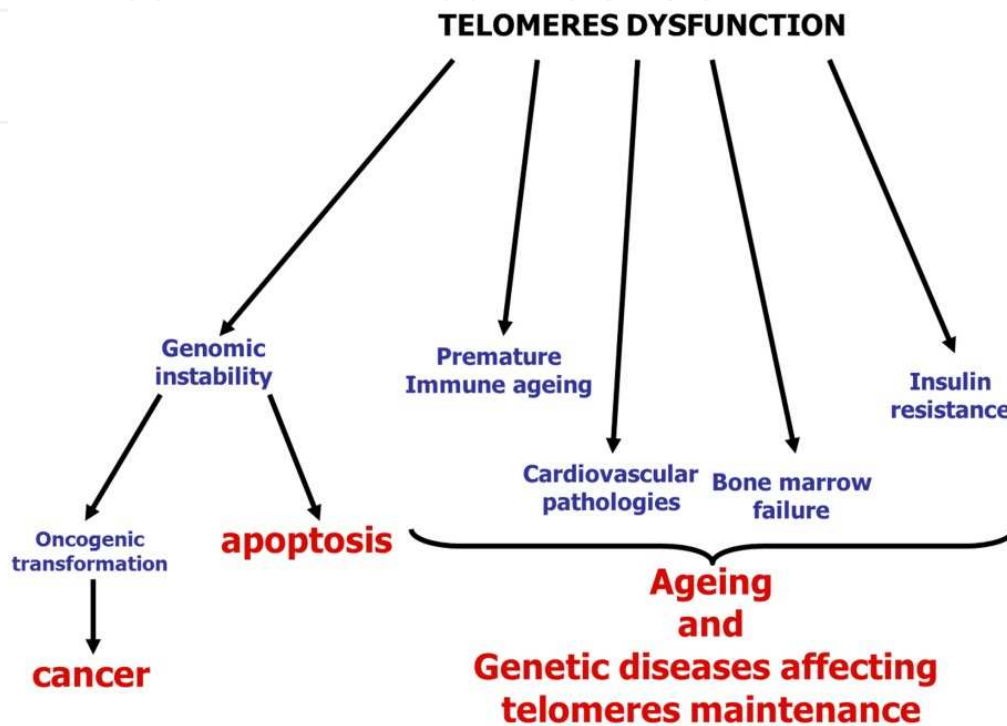 TELOMERES DYSFUNCTION
Genomic
instability
Premature
Immune ageing
Insulin
resistance
Cardiovascular
pathologies
Bone marrow
failure
Oncogenic
transformation
apoptosis
cancer
Ageing
and
Genetic diseases affecting
telomeres maintenance